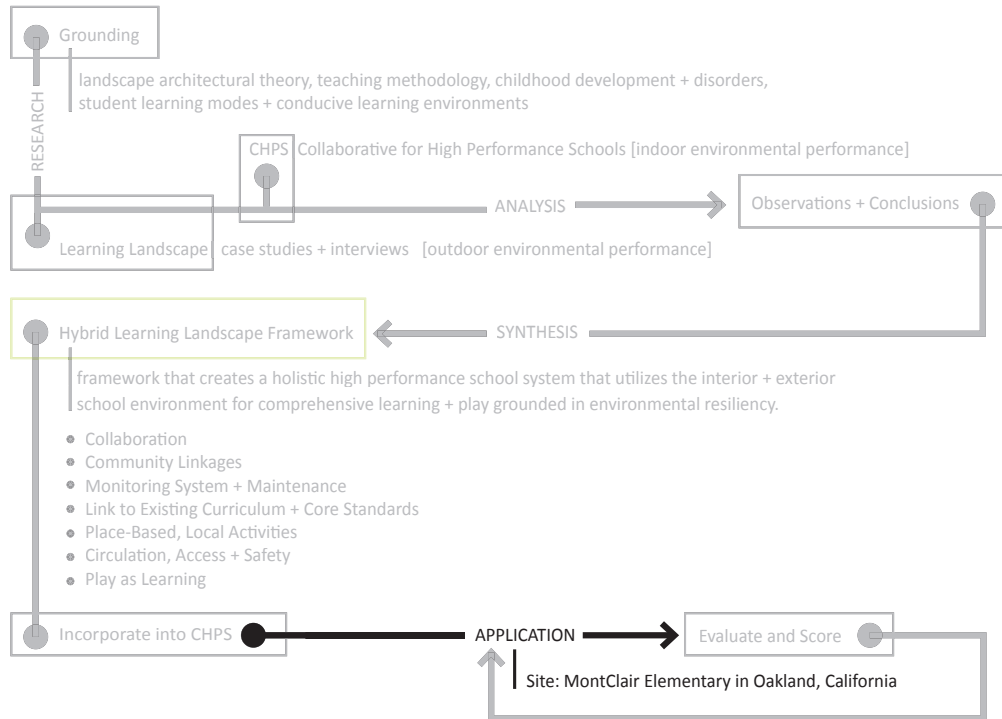 Grounding
landscape architectural theory, teaching methodology, childhood development + disorders,
student learning modes + conducive learning environments
RESEARCH
CHPS Collaborative for High Performance Schools [indoor environmental performance]
ANALYSIS
Observations + Conclusions
Learning Landscape case studies + interviews [outdoor environmental performance]
Hybrid Learning Landscape Framework
SYNTHESIS
framework that creates a holistic high performance school system that utilizes the interior + exterior
school environment for comprehensive learning + play grounded in environmental resiliency.
Collaboration
Community Linkages
Monitoring System + Maintenance
Link to Existing Curriculum + Core Standards
Place-Based, Local Activities
Circulation, Access + Safety
Play as Learning
Incorporate into CHPS
APPLICATION
Evaluate and Score
Site: MontClair Elementary in Oakland, California